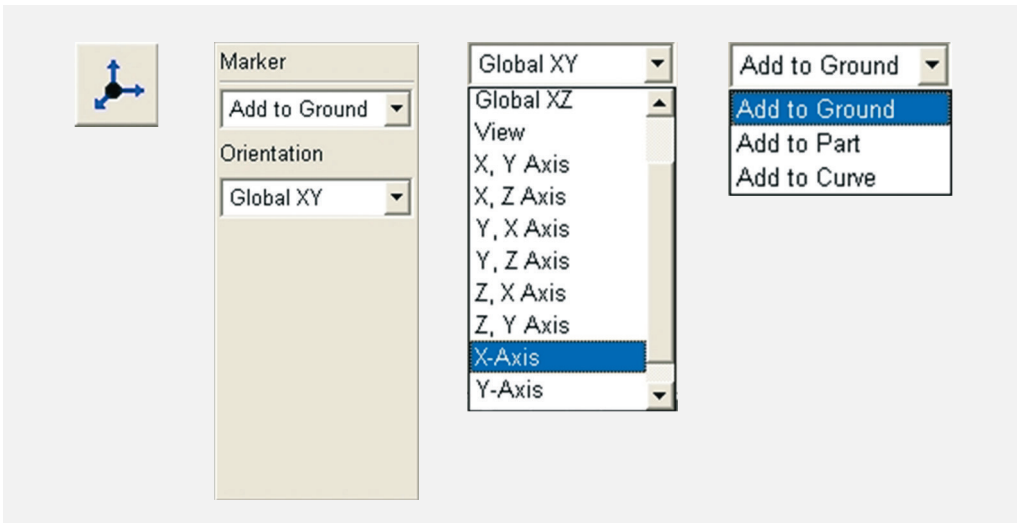 Marker
Add to Ground
Orientation
Global XY
Global XY
Global XZ
View
X, Y Axis
X, Z Axis
Y, X Axis
Y, Z Axis
Z, X Axis
Z, Y Axis
X-Axis
Y-Axis
Add to Ground
Add to Ground
Add to Part
Add to Curve